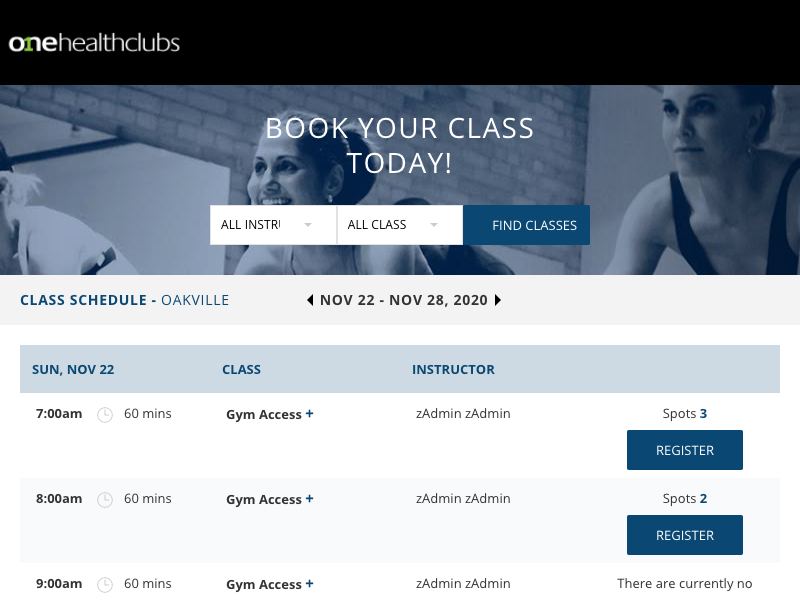 onehealthclubs
BOOK YOUR CLASS
TODAY!
ALL INSTR
ALL CLASS
FIND CLASSES
CLASS SCHEDULE - OAKVILLE
NOV 22 - NOV 28, 2020
SUN, NOV 22 CLASS INSTRUCTOR
7:00am 60 mins Gym Access + zAdmin zAdmin Spots 3
REGISTER
8:00am 60 mins Gym Access + zAdmin zAdmin Spots 2
REGISTER
9:00am 60 mins Gym Access + zAdmin zAdmin There are currently no